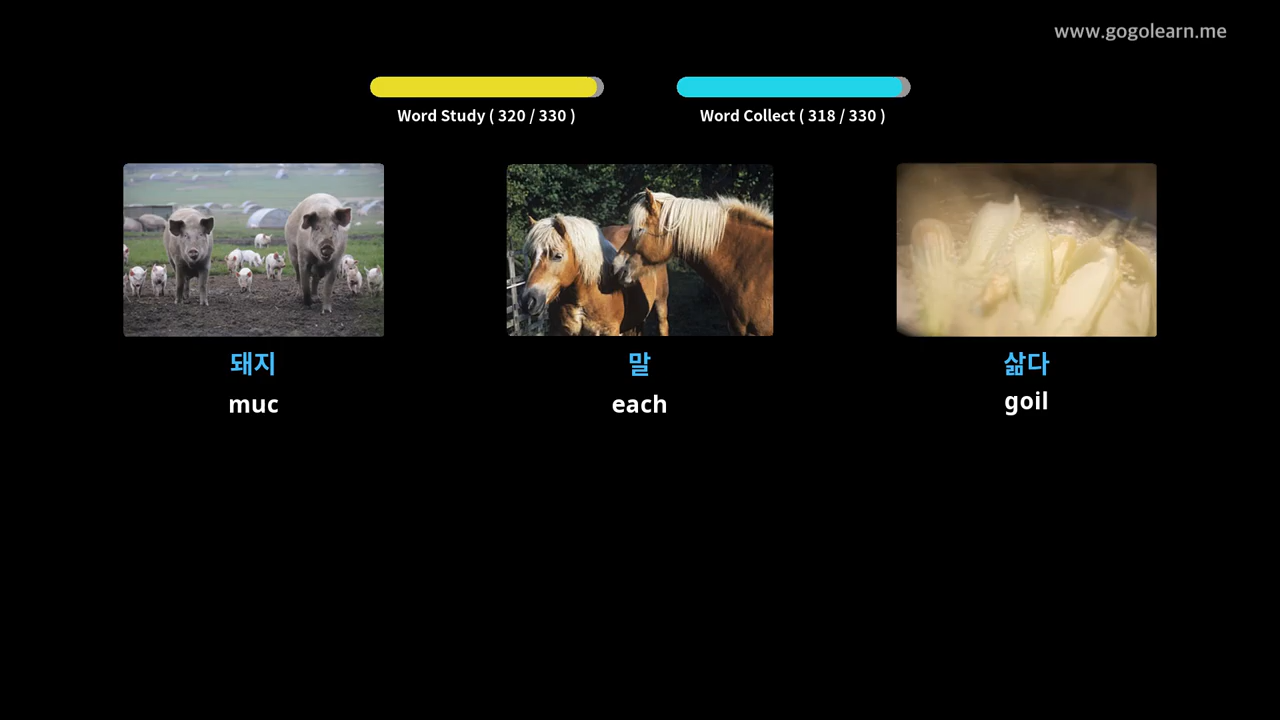 www.gogolearn.me
Word Study ( 320 / 330 )
Word Collect ( 318 / 330 )
돼지
muc
말
each
삶다
goil